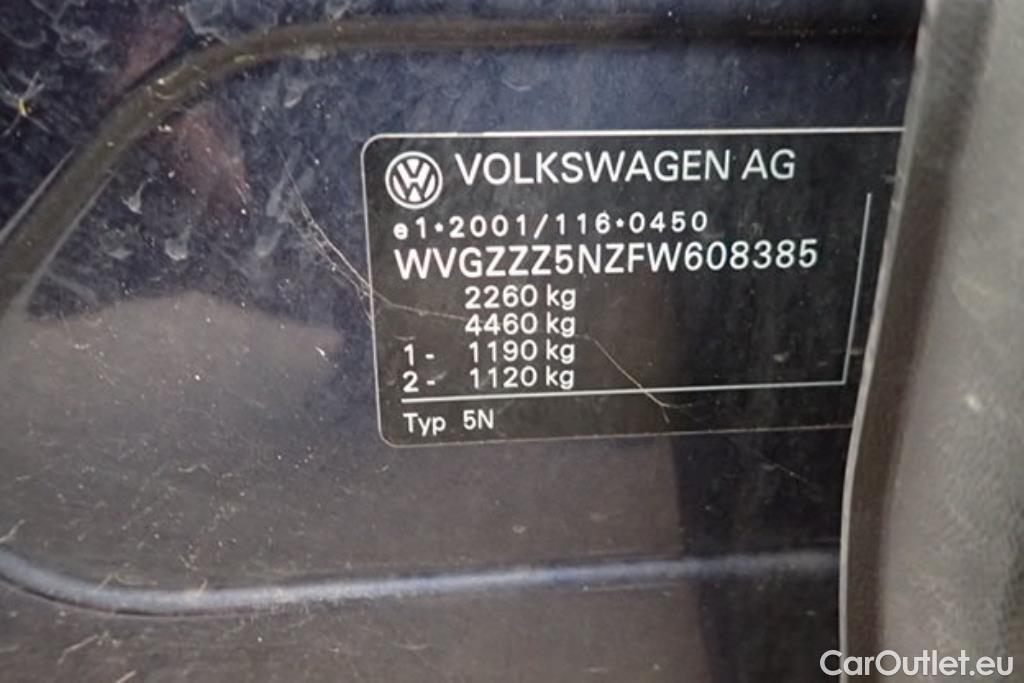 VW VOLKSWAGEN AG
e1*2001/116*0450
WVGZZZ5NZFW608385
2260 kg
4460 kg
1- 1190 kg
2- 1120 kg
Typ 5N
CarOutlet.eu